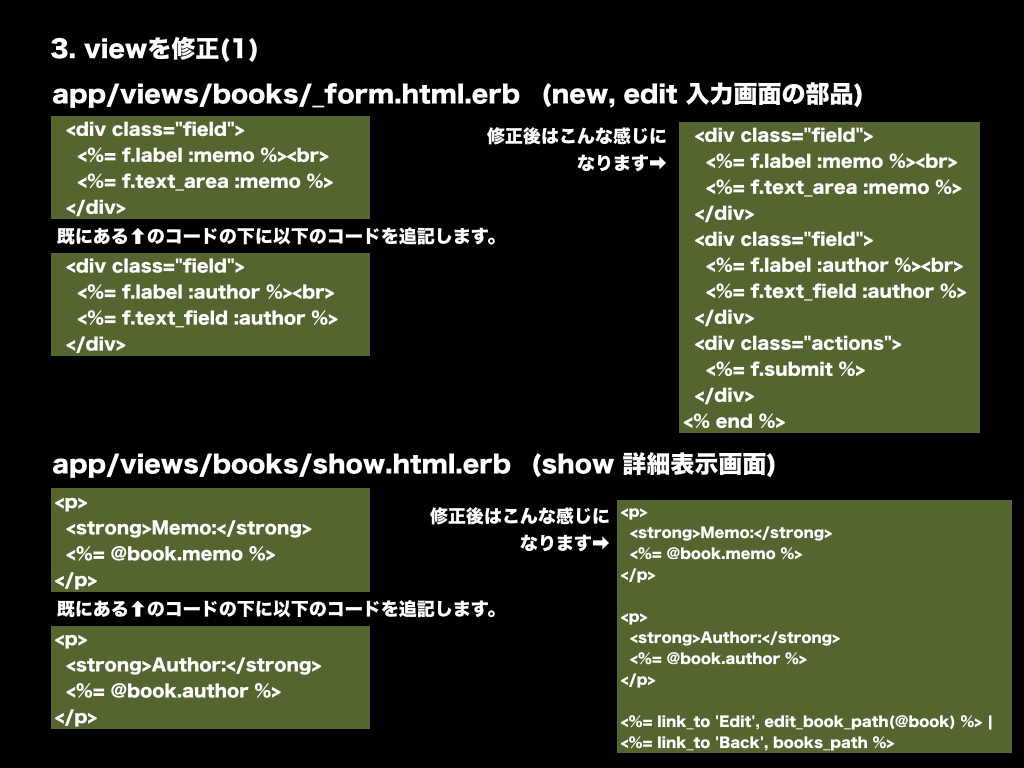 3. viewを修正(1)
app/views/books/_form.html.erb (new, edit 入力画面の部品)
<div class="field">
<%= f.label :memo %><br>
<%= f.text_area :memo %>
</div>
既にある⬆のコードの下に以下のコードを追記します。
<div class="field">
<%= f.label :author %><br>
<%= f.text_field :author %>
</div>
修正後はこんな感じに
なります➡
<div class="field">
<%= f.label :memo %><br>
<%= f.text_area :memo %>
</div>
<div class="field">
<%= f.label :author %><br>
<%= f.text_field :author %>
</div>
<div class="actions">
<%= f.submit %>
</div>
<% end %>
app/views/books/show.html.erb (show 詳細表示画面)
<p>
<strong>Memo:</strong>
<%= @book.memo %>
</p>
既にある⬆のコードの下に以下のコードを追記します。
<p>
<strong>Author:</strong>
<%= @book.author %>
</p>
修正後はこんな感じに
なります➡
<p>
<strong>Memo:</strong>
<%= @book.memo %>
</p>
<p>
<strong>Author:</strong>
<%= @book.author %>
</p>
<%= link_to 'Edit', edit_book_path(@book) %> |
<%= link_to 'Back', books_path %>